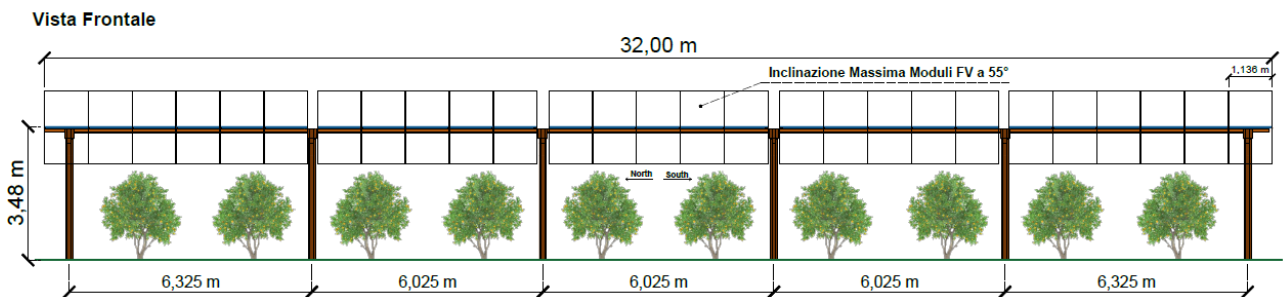 Vista Frontale
32,00 m
Inclinazione Massima Moduli FV a 55°
1,136 m
3,48 m
North South
6,325 m 6,025 m 6,025 m 6,025 m 6,325 m